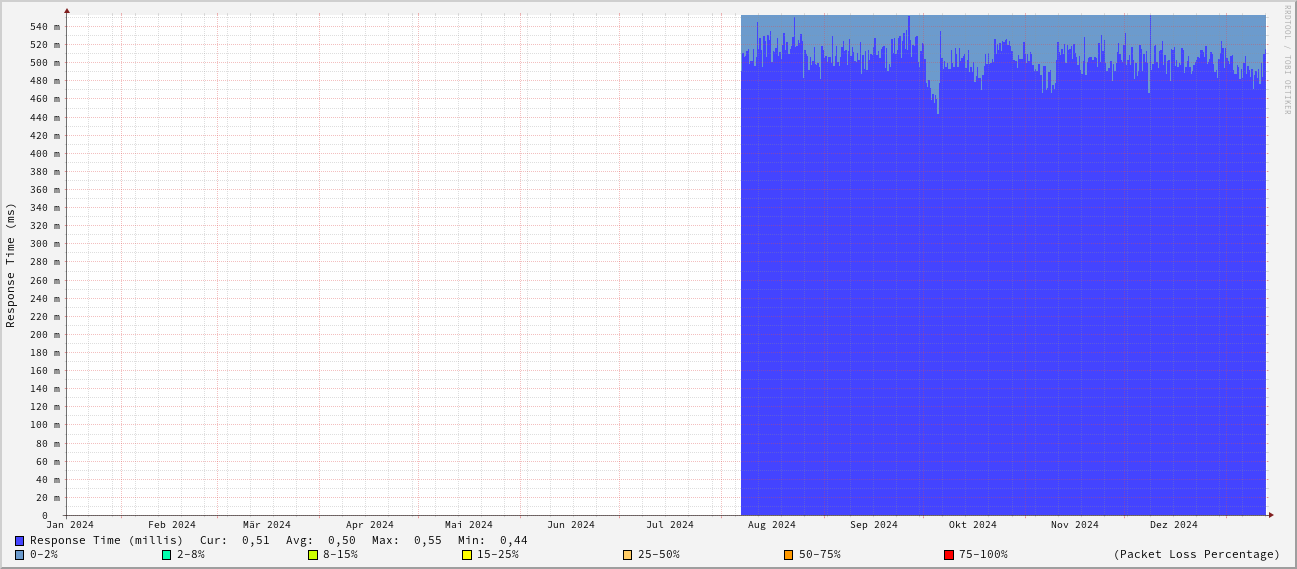 RRDTOOL / TOBI OETIKER
Response Time (ms)
540 m
520 m
500 m
480 m
460 m
440 m
420 m
400 m
380 m
360 m
340 m
320 m
300 m
280 m
260 m
240 m
220 m
200 m
180 m
160 m
140 m
120 m
100 m
80 m
60 m
40 m
20 m
0
Jan 2024 Feb 2024 Mär 2024 Apr 2024 Mai 2024 Jun 2024 Jul 2024 Aug 2024 Sep 2024 Okt 2024 Nov 2024 Dez 2024
Response Time (millis) Cur: 0,51 Avg: 0,50 Max: 0,55 Min: 0,44
0-2% 2-8% 8-15% 15-25% 25-50% 50-75% 75-100% (Packet Loss Percentage)